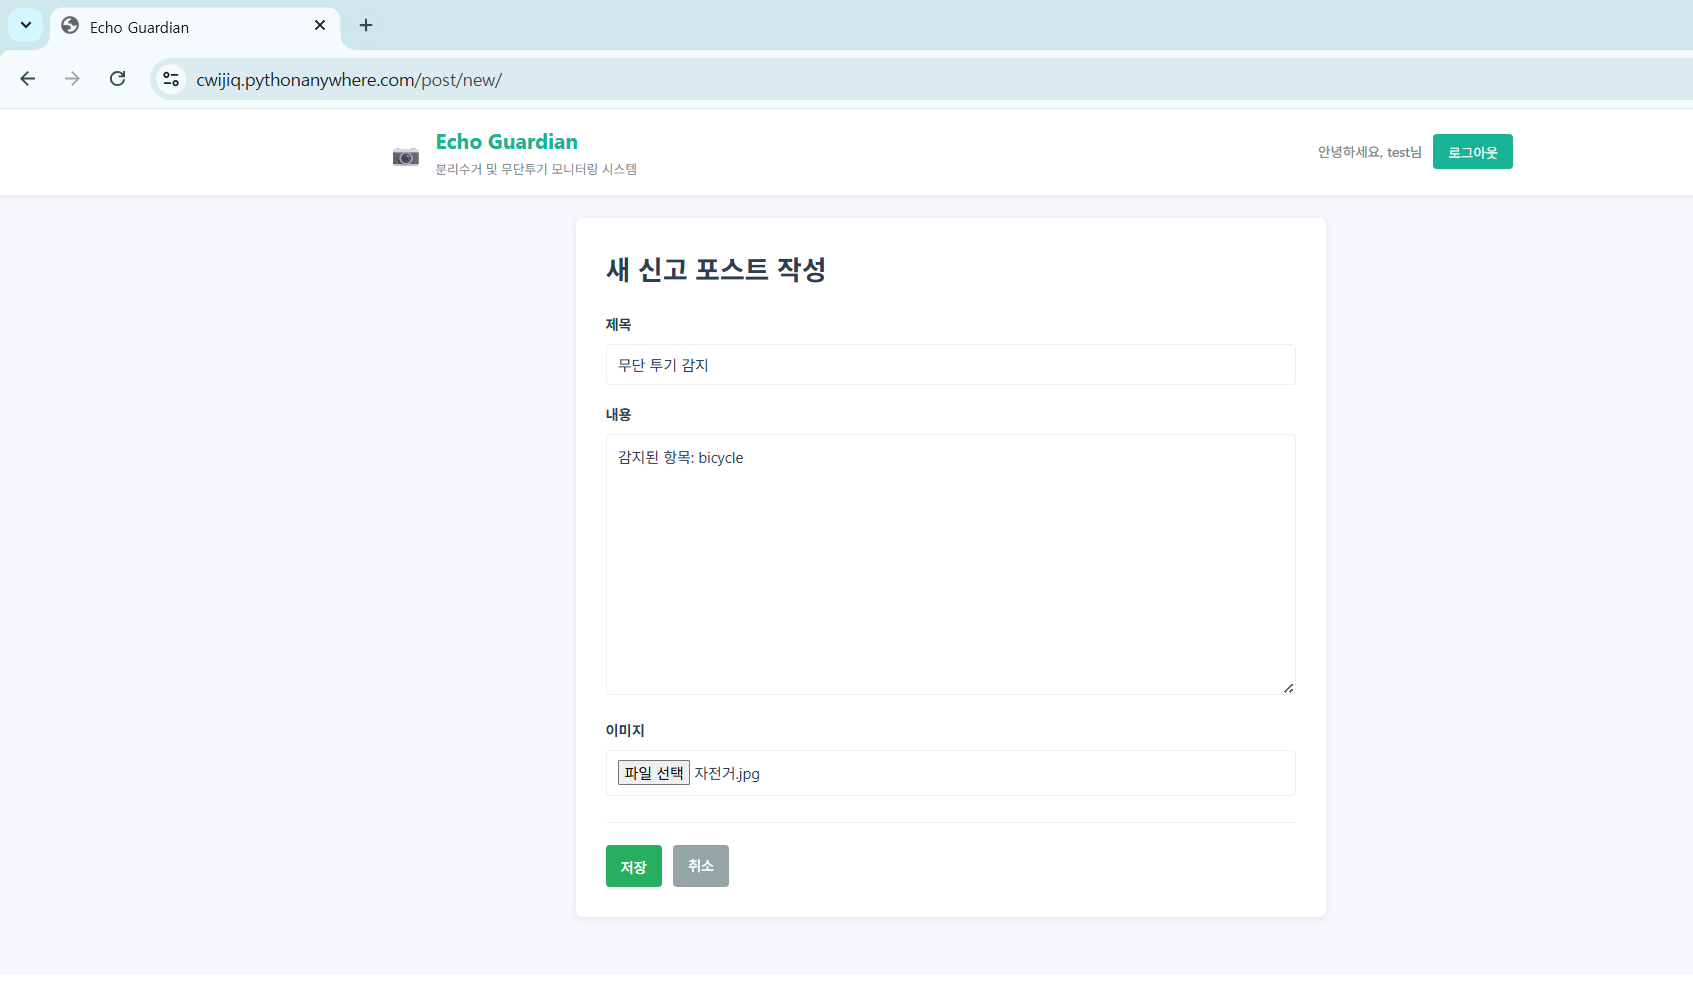 Echo Guardian
cwijiq.pythonanywhere.com/post/new/
Echo Guardian
분리수거 및 무단투기 모니터링 시스템
안녕하세요, test님
로그아웃
새 신고 포스트 작성
제목
무단 투기 감지
내용
감지된 항목: bicycle
이미지
파일 선택 자전거.jpg
저장
취소